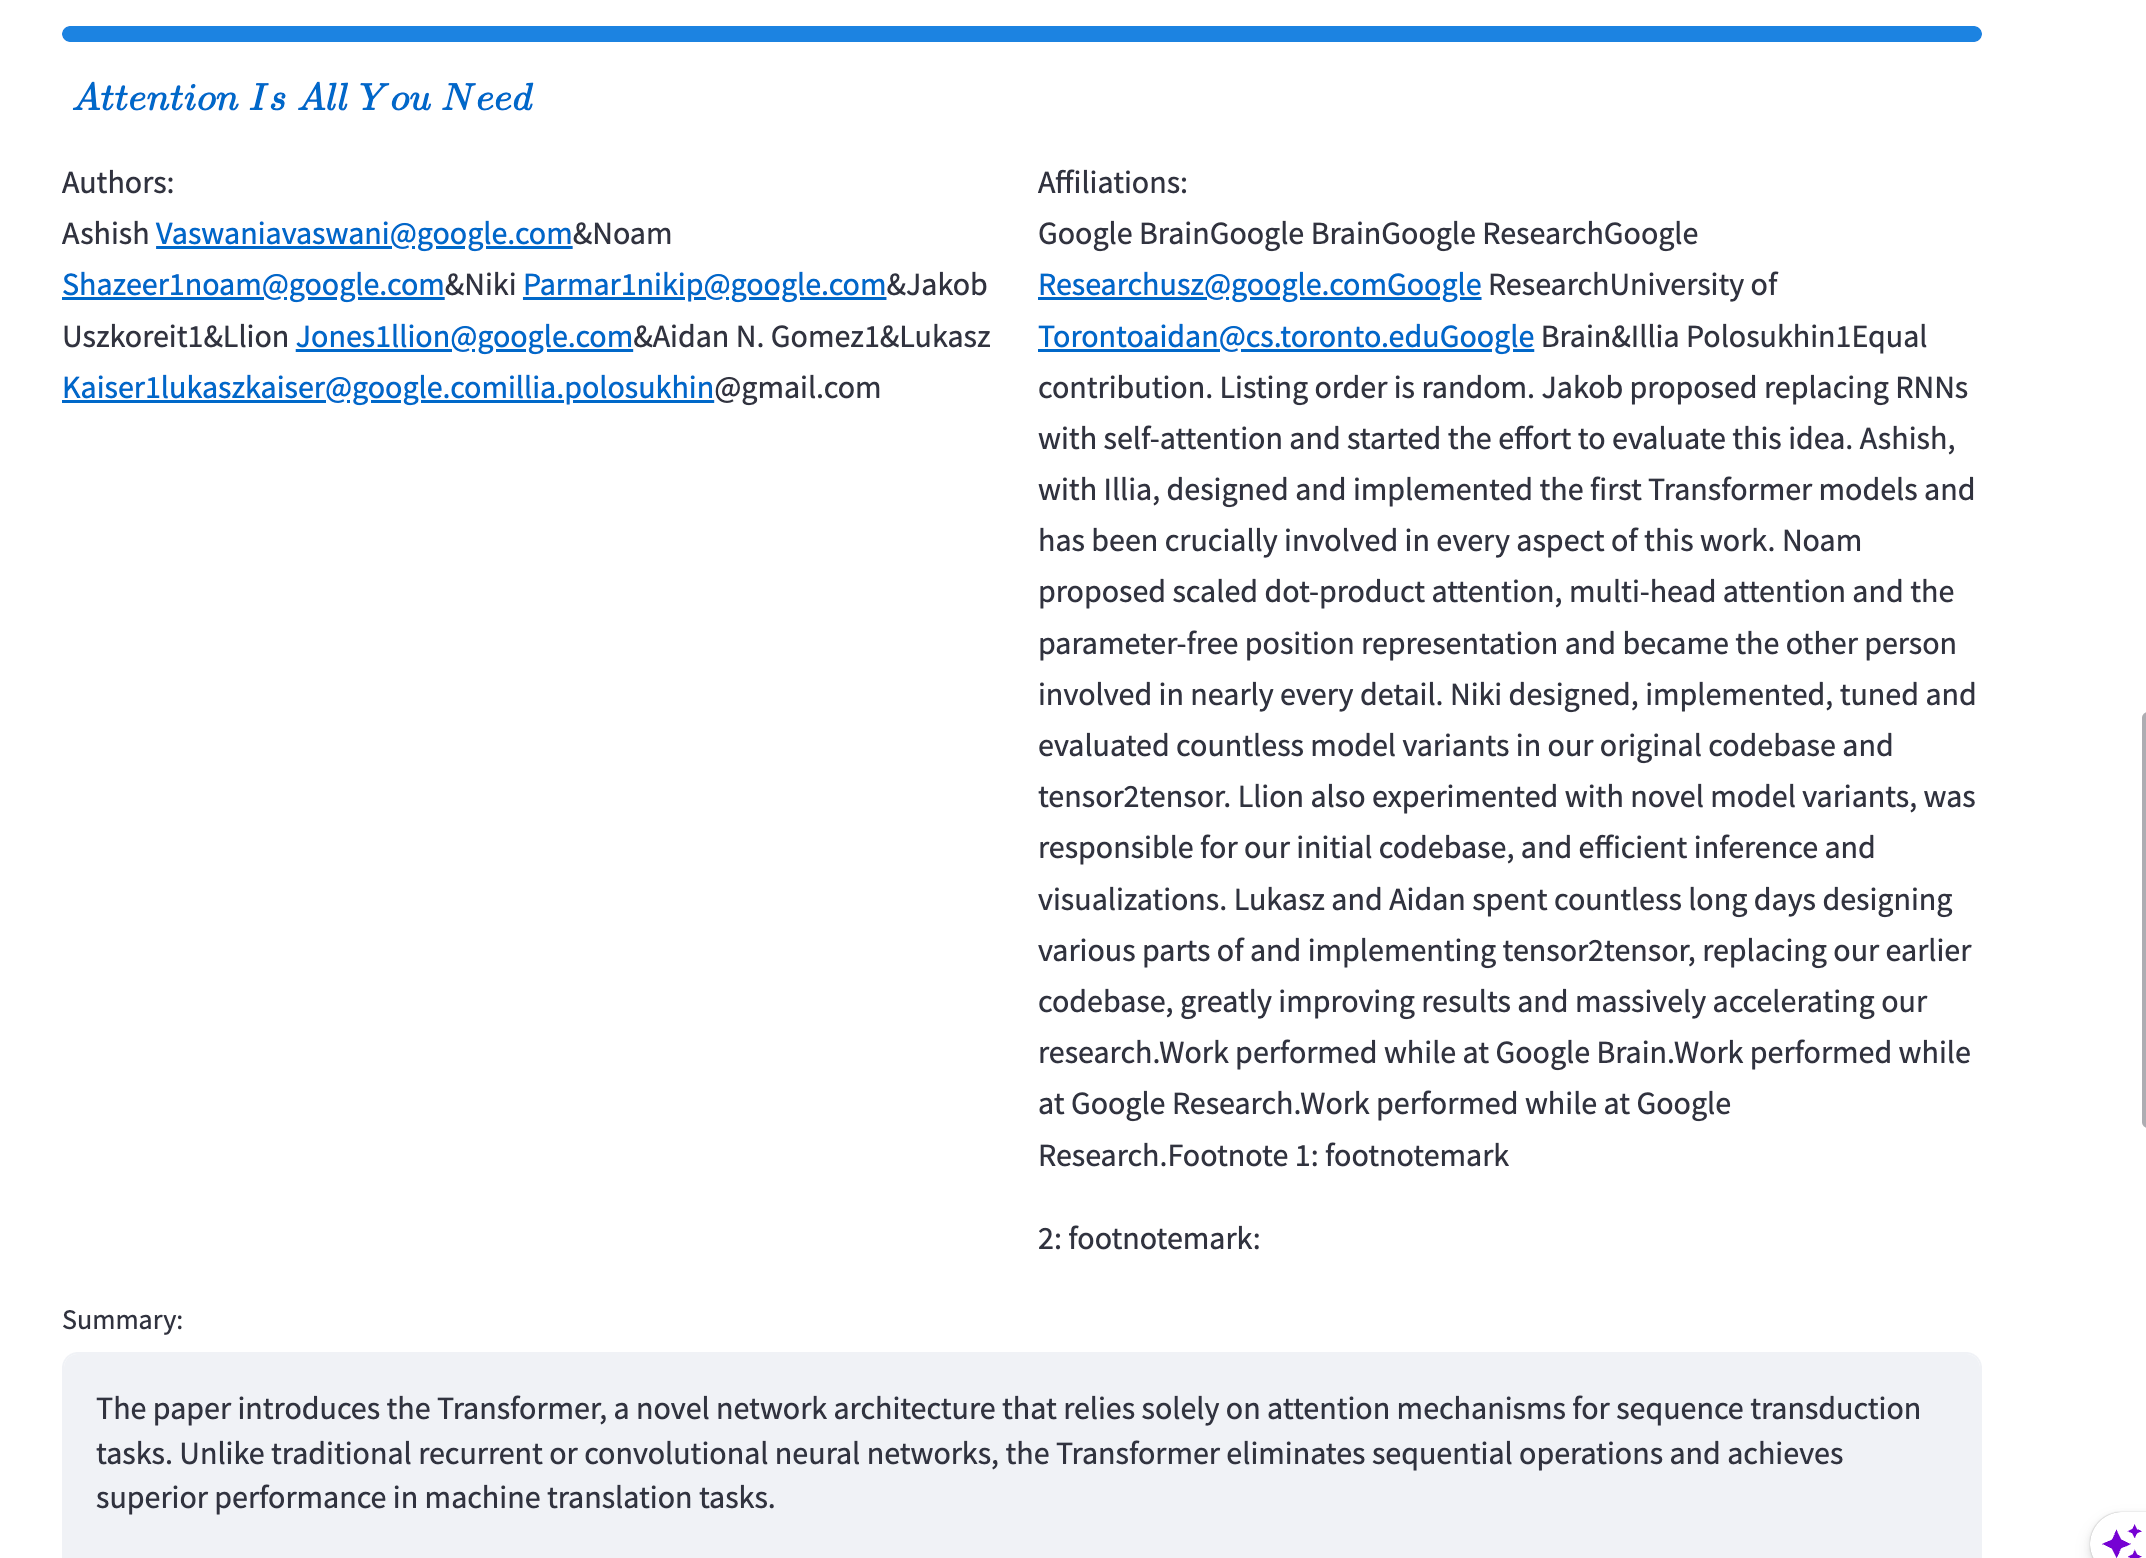 Attention Is All You Need
Authors:
Ashish Vaswaniavaswani@google.com&Noam
Shazeer1noam@google.com&Niki Parmar1nikip@google.com&Jakob
Uszkoreit1&Llion Jones1llion@google.com&Aidan N. Gomez1&Lukasz
Kaiser1lukaszkaiser@google.comillia.polosukhin@gmail.com
Affiliations:
Google BrainGoogle BrainGoogle ResearchGoogle
Researchusz@google.comGoogle ResearchUniversity of
Torontoaidan@cs.toronto.eduGoogle Brain&Illia Polosukhin1Equal
contribution. Listing order is random. Jakob proposed replacing RNNs
with self-attention and started the effort to evaluate this idea. Ashish,
with Illia, designed and implemented the first Transformer models and
has been crucially involved in every aspect of this work. Noam
proposed scaled dot-product attention, multi-head attention and the
parameter-free position representation and became the other person
involved in nearly every detail. Niki designed, implemented, tuned and
evaluated countless model variants in our original codebase and
tensor2tensor. Llion also experimented with novel model variants, was
responsible for our initial codebase, and efficient inference and
visualizations. Lukasz and Aidan spent countless long days designing
various parts of and implementing tensor2tensor, replacing our earlier
codebase, greatly improving results and massively accelerating our
research.Work performed while at Google Brain.Work performed while
at Google Research.Work performed while at Google
Research.Footnote 1: footnotemark
2: footnotemark:
Summary:
The paper introduces the Transformer, a novel network architecture that relies solely on attention mechanisms for sequence transduction
tasks. Unlike traditional recurrent or convolutional neural networks, the Transformer eliminates sequential operations and achieves
superior performance in machine translation tasks.